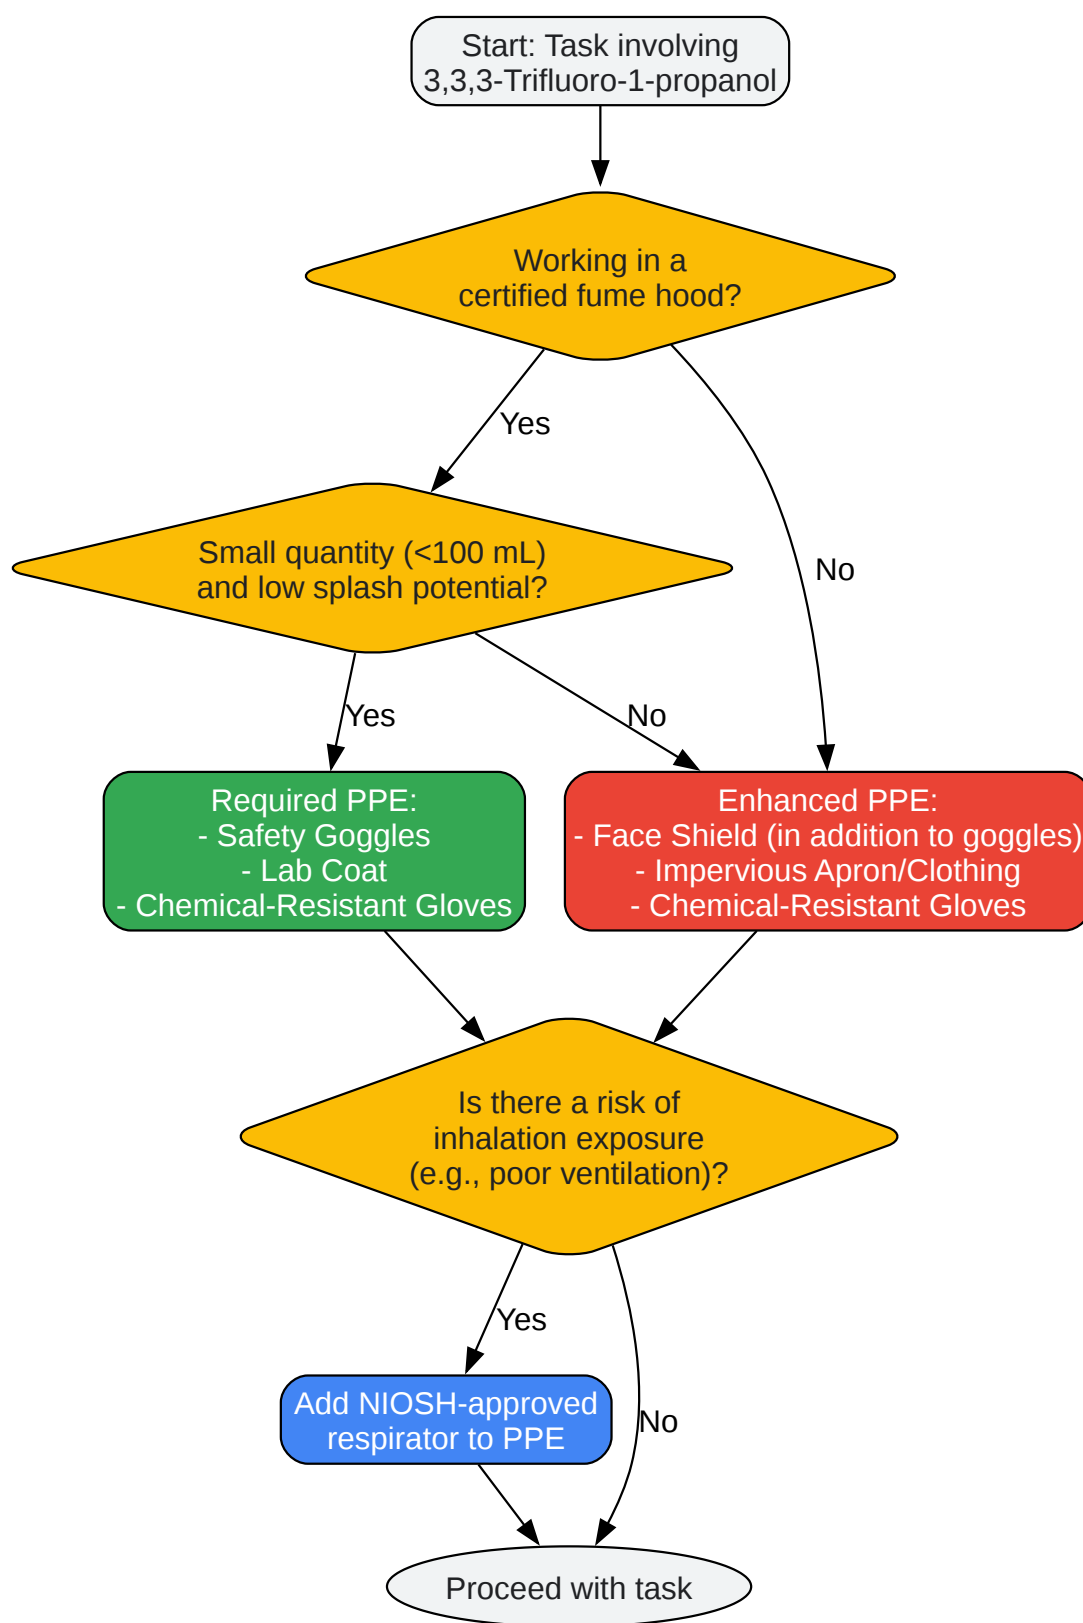 Start: Task involving
3,3,3-Trifluoro-1-propanol
Working in a
certified fume hood?
Yes
No
Small quantity (<100 mL)
and low splash potential?
Yes
No
Required PPE:
- Safety Goggles
- Lab Coat
- Chemical-Resistant Gloves
Enhanced PPE:
- Face Shield (in addition to goggles)
- Impervious Apron/Clothing
- Chemical-Resistant Gloves
Is there a risk of
inhalation exposure
(e.g., poor ventilation)?
Yes
No
Add NIOSH-approved
respirator to PPE
Proceed with task